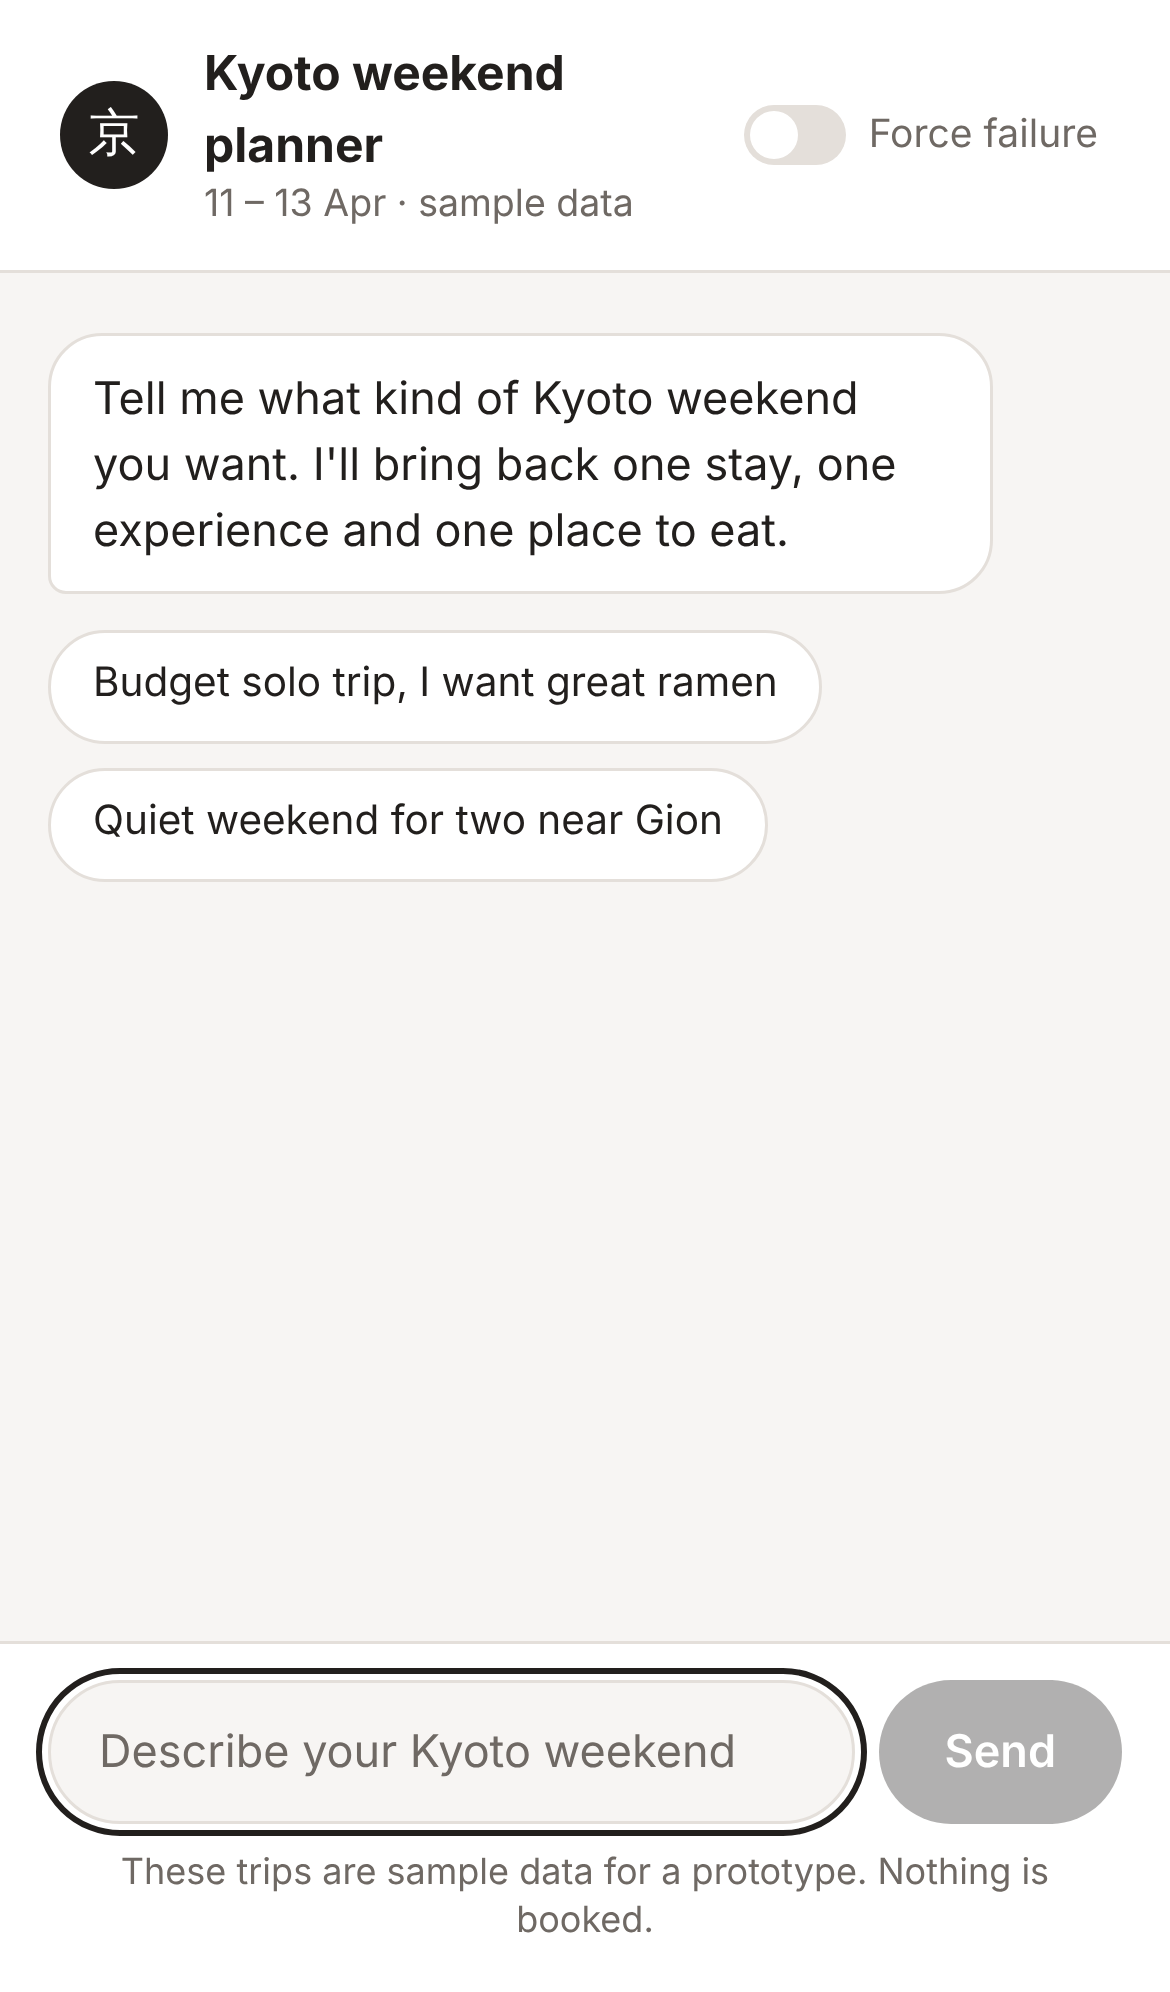 京
Kyoto weekend
planner
11 – 13 Apr · sample data
Force failure
Tell me what kind of Kyoto weekend
you want. I'll bring back one stay, one
experience and one place to eat.
Budget solo trip, I want great ramen
Quiet weekend for two near Gion
Describe your Kyoto weekend
Send
These trips are sample data for a prototype. Nothing is
booked.